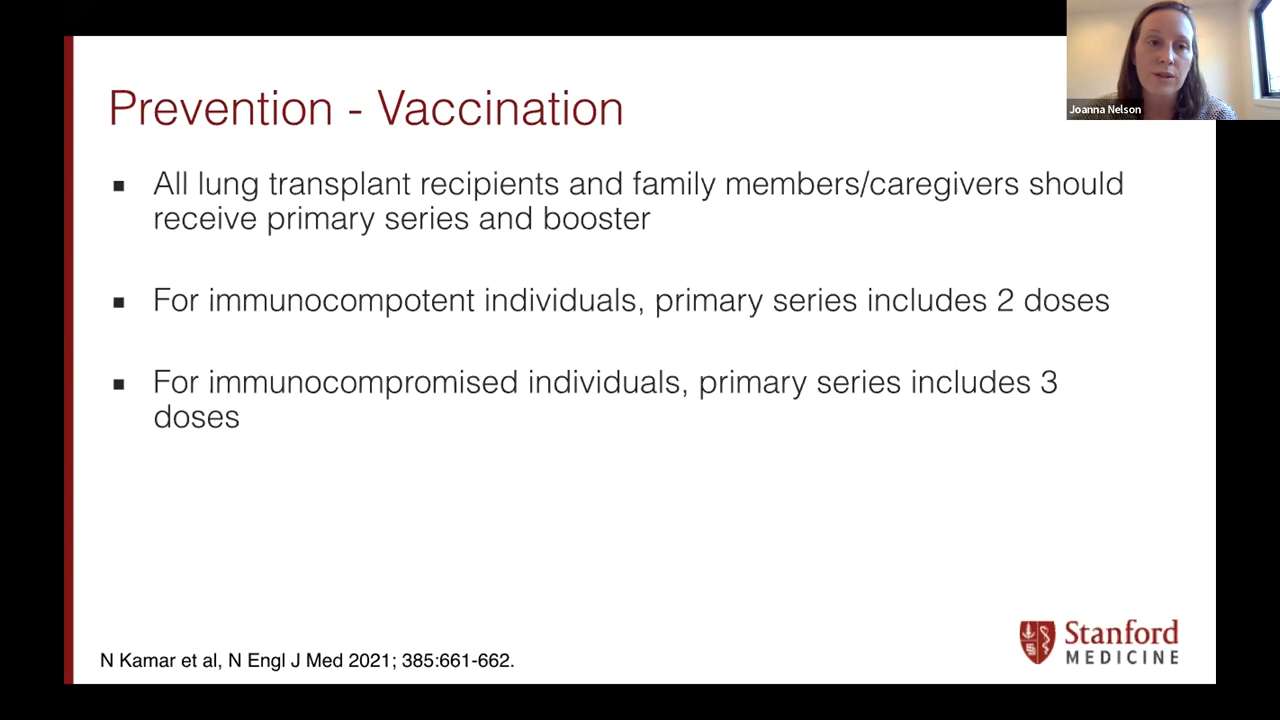 Prevention - Vaccination
Joanna Nelson
▪ All lung transplant recipients and family members/caregivers should
receive primary series and booster
▪ For immunocompotent individuals, primary series includes 2 doses
▪ For immunocompromised individuals, primary series includes 3
doses
N Kamar et al, N Engl J Med 2021; 385:661-662.
Stanford
MEDICINE